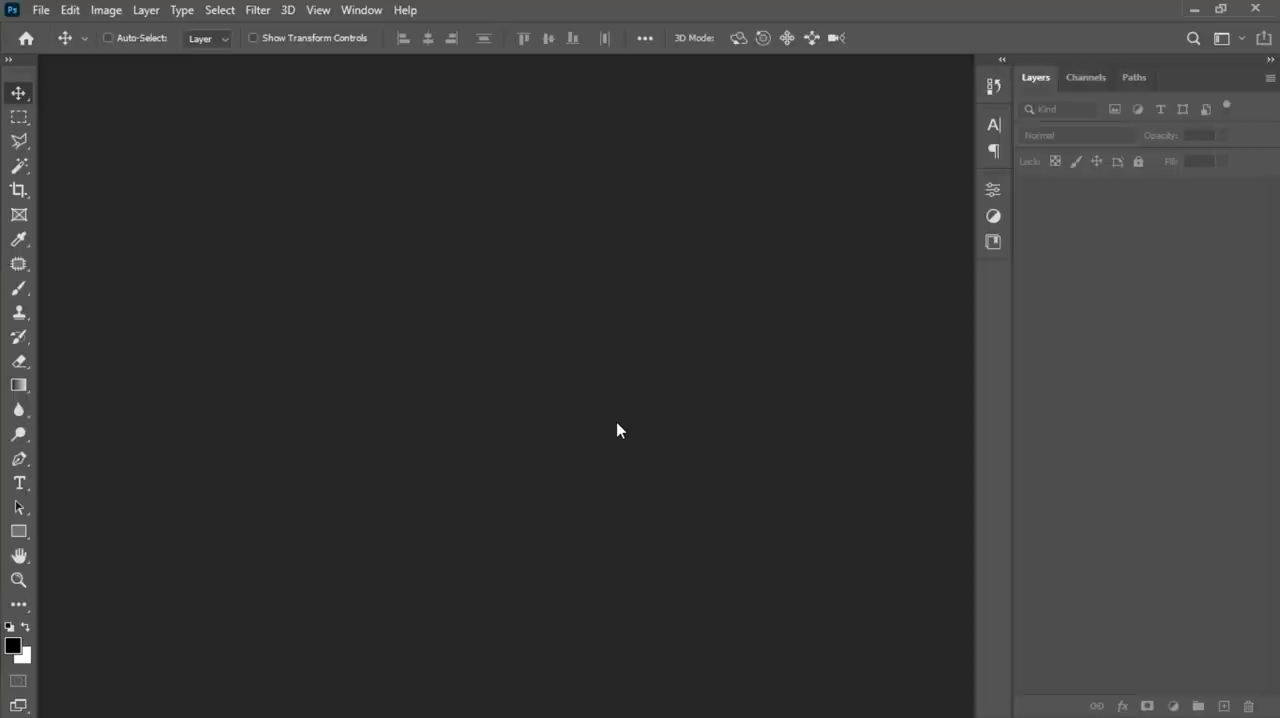 Ps File Edit Image Layer Type Select Filter 3D View Window Help
Auto-Select: Layer Show Transform Controls 3D Mode:
Layers Channels Paths
Kind
Normal Opacity:
Lock: Fill: